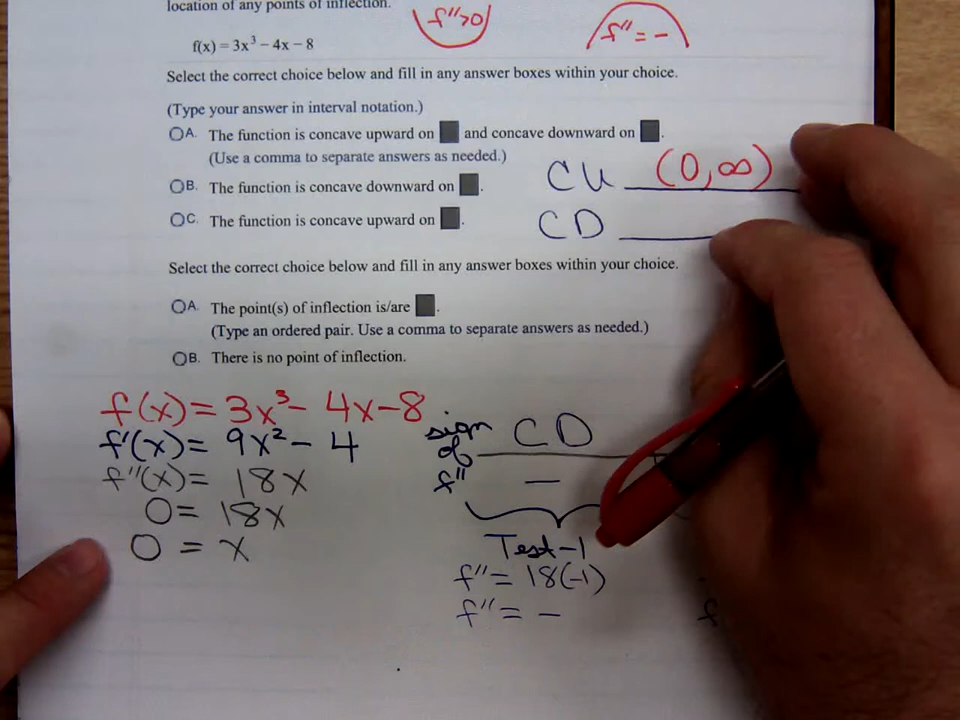 location of any points of inflection.
f''>0
f'' = -
f(x) = 3x³ – 4x – 8
Select the correct choice below and fill in any answer boxes within your choice.
(Type your answer in interval notation.)
A. The function is concave upward on and concave downward on .
(Use a comma to separate answers as needed.)
B. The function is concave downward on .
C. The function is concave upward on .
CU (0,∞)
CD
Select the correct choice below and fill in any answer boxes within your choice.
A. The point(s) of inflection is/are .
(Type an ordered pair. Use a comma to separate answers as needed.)
B. There is no point of inflection.
f(x) = 3x³ - 4x - 8
f'(x) = 9x² - 4
f''(x) = 18x
0 = 18x
0 = x
sign of f''
CD
-
Test -1
f'' = 18(-1)
f'' = -
f